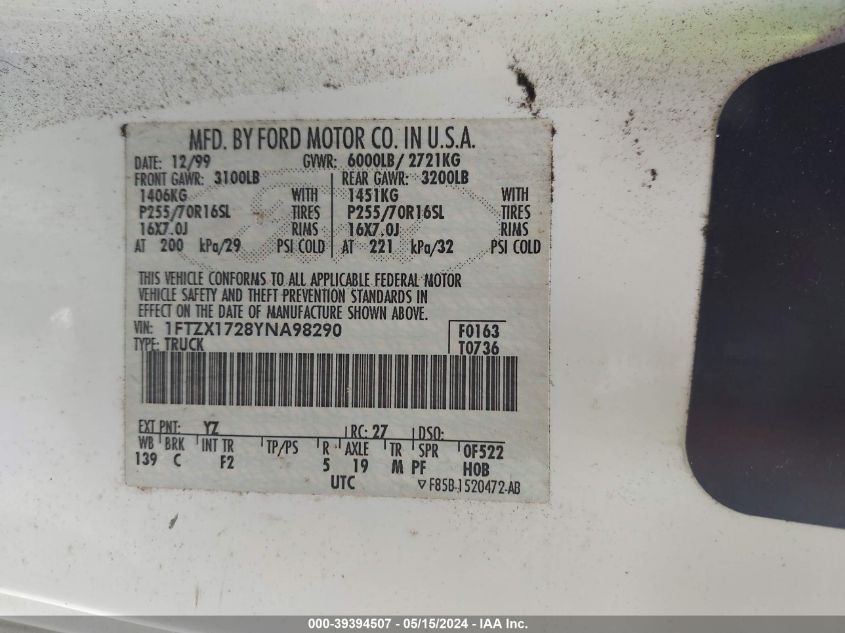 MFD. BY FORD MOTOR CO. IN U.S.A.
DATE: 12/99 GVWR: 6000LB/ 2721KG
FRONT GAWR: 3100LB REAR GAWR: 3200LB
1406KG WITH 1451KG WITH
P255/70R16SL TIRES P255/70R16SL TIRES
16X7.0J RIMS 16X7.0J RIMS
AT 200 kPa/29 PSI COLD AT 221 kPa/32 PSI COLD
THIS VEHICLE CONFORMS TO ALL APPLICABLE FEDERAL MOTOR
VEHICLE SAFETY AND THEFT PREVENTION STANDARDS IN
EFFECT ON THE DATE OF MANUFACTURE SHOWN ABOVE.
VIN: 1FTZX1728YNA98290 F0163
TYPE: TRUCK T0736
EXT PNT: YZ RC: 27 DSO:
WB BRK INT TR TP/PS R AXLE TR SPR 0F522
139 C F2 5 19 M PF H0B
UTC ▽ F85B-1520472-AB
000-39394507 - 05/15/2024 - IAA Inc.